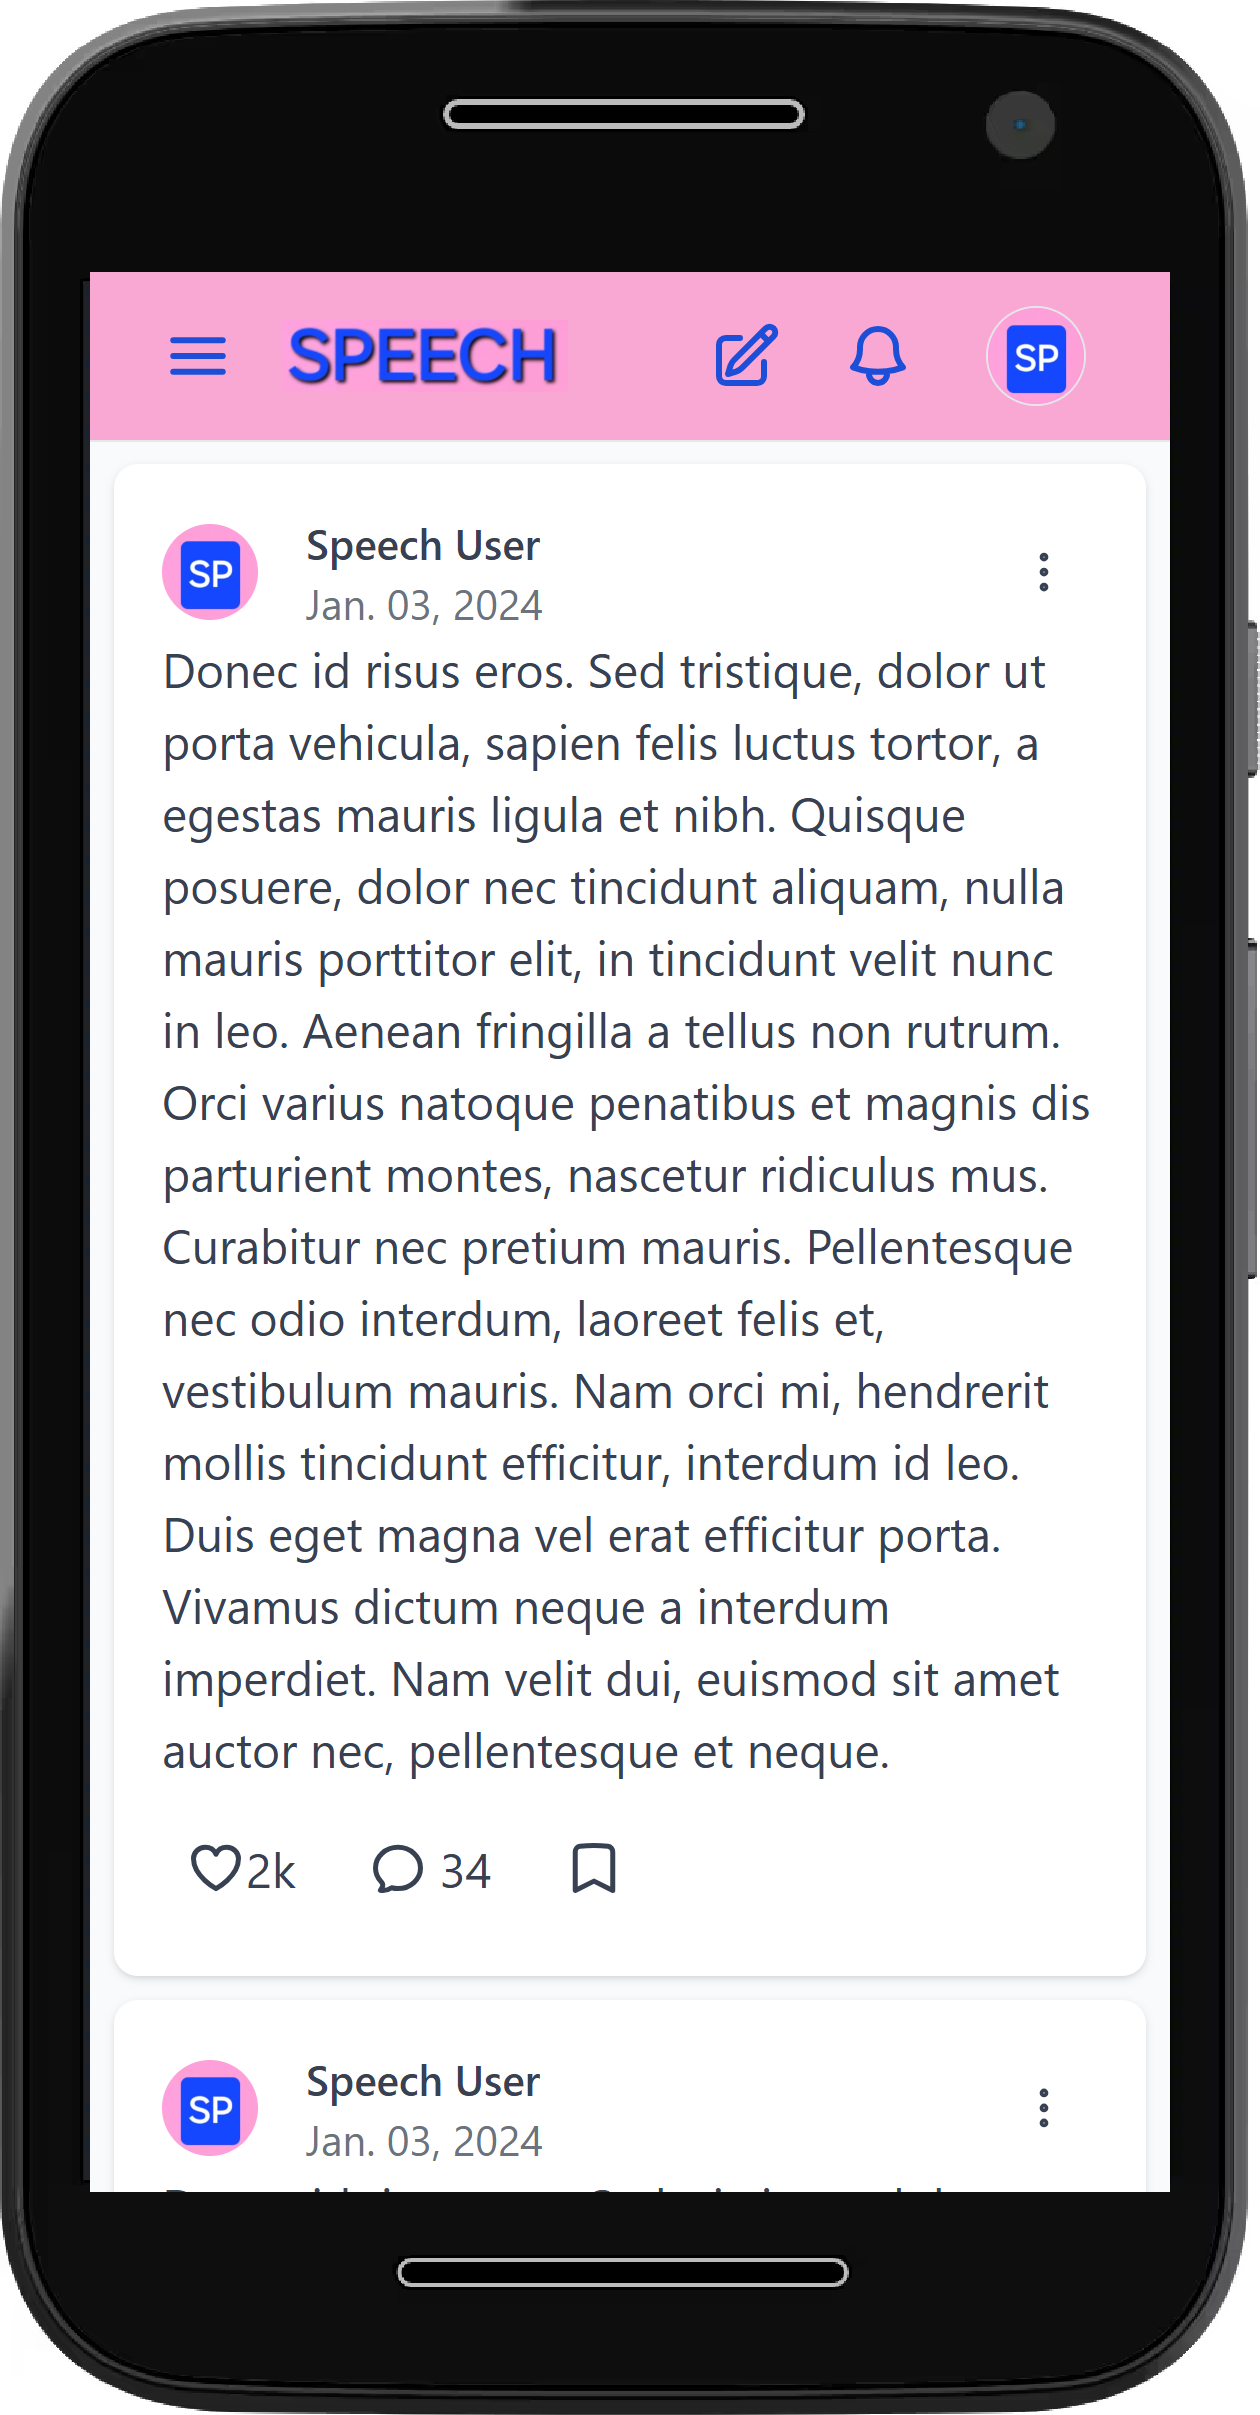 SPEECH
SP
SP
Speech User
Jan. 03, 2024
Donec id risus eros. Sed tristique, dolor ut
porta vehicula, sapien felis luctus tortor, a
egestas mauris ligula et nibh. Quisque
posuere, dolor nec tincidunt aliquam, nulla
mauris porttitor elit, in tincidunt velit nunc
in leo. Aenean fringilla a tellus non rutrum.
Orci varius natoque penatibus et magnis dis
parturient montes, nascetur ridiculus mus.
Curabitur nec pretium mauris. Pellentesque
nec odio interdum, laoreet felis et,
vestibulum mauris. Nam orci mi, hendrerit
mollis tincidunt efficitur, interdum id leo.
Duis eget magna vel erat efficitur porta.
Vivamus dictum neque a interdum
imperdiet. Nam velit dui, euismod sit amet
auctor nec, pellentesque et neque.
2k 34
SP
Speech User
Jan. 03, 2024